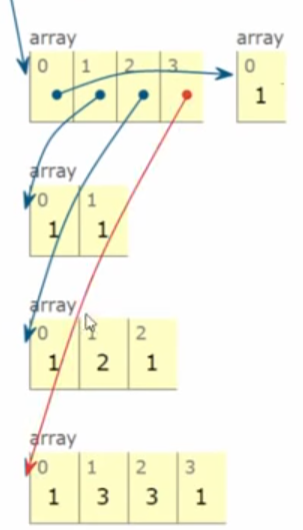 array array
0 1 2 3 0
1
array
0 1
1 1
array
0 1 2
1 2 1
array
0 1 2 3
1 3 3 1